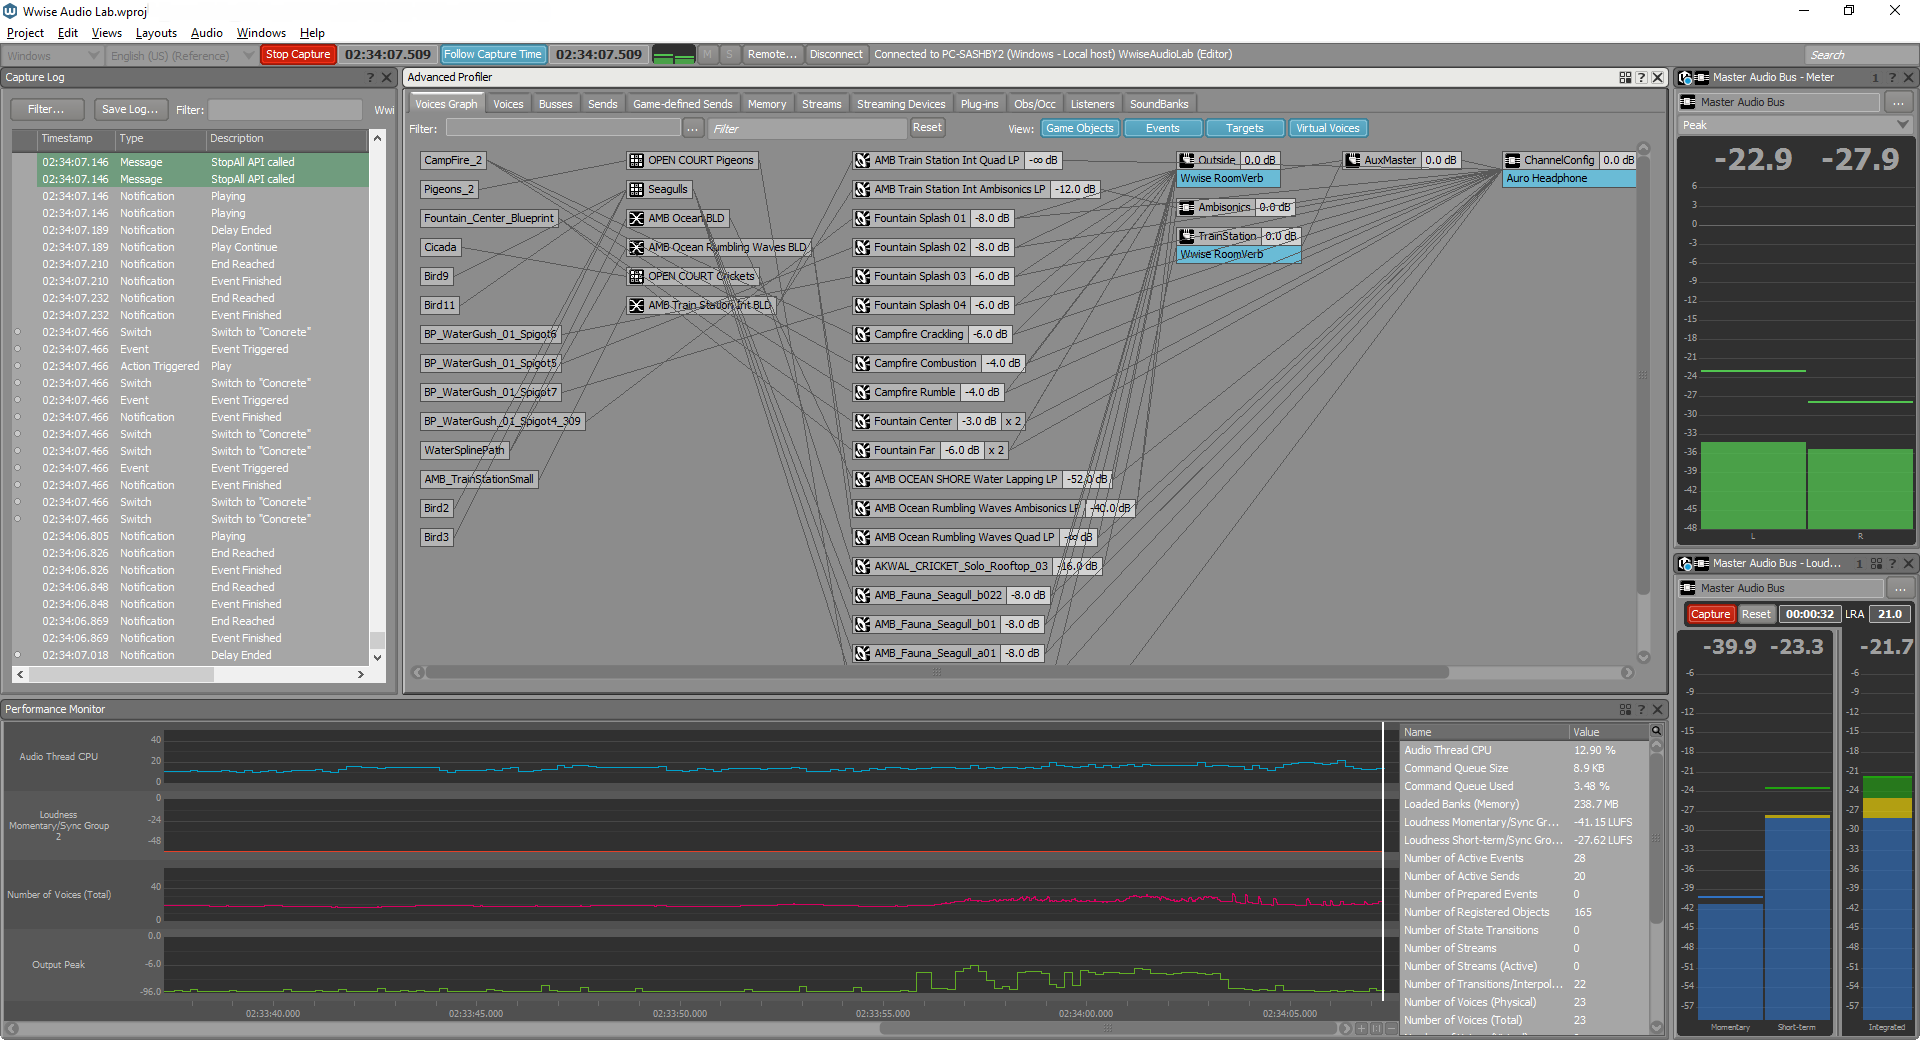 Wwise Audio Lab.wproj
Project Edit Views Layouts Audio Windows Help
Windows English (US) (Reference) Stop Capture 02:34:07.509 Follow Capture Time 02:34:07.509 M S Remote... Disconnect Connected to PC-SASHBY2 (Windows - Local host) WwiseAudioLab (Editor) Search
Capture Log ?
Filter... Save Log... Filter: Wwi
Timestamp Type Description
02:34:07.146 Message StopAll API called
02:34:07.146 Message StopAll API called
02:34:07.146 Notification Playing
02:34:07.146 Notification Playing
02:34:07.189 Notification Delay Ended
02:34:07.189 Notification Play Continue
02:34:07.210 Notification End Reached
02:34:07.210 Notification Event Finished
02:34:07.232 Notification End Reached
02:34:07.232 Notification Event Finished
02:34:07.466 Switch Switch to "Concrete"
02:34:07.466 Event Event Triggered
02:34:07.466 Action Triggered Play
02:34:07.466 Switch Switch to "Concrete"
02:34:07.466 Event Event Triggered
02:34:07.466 Notification Event Finished
02:34:07.466 Switch Switch to "Concrete"
02:34:07.466 Switch Switch to "Concrete"
02:34:07.466 Event Event Triggered
02:34:07.466 Notification Event Finished
02:34:07.466 Switch Switch to "Concrete"
02:34:07.466 Switch Switch to "Concrete"
02:34:06.805 Notification Playing
02:34:06.826 Notification End Reached
02:34:06.826 Notification Event Finished
02:34:06.848 Notification End Reached
02:34:06.848 Notification Event Finished
02:34:06.869 Notification End Reached
02:34:06.869 Notification Event Finished
02:34:07.018 Notification Delay Ended
Advanced Profiler ?
Voices Graph Voices Busses Sends Game-defined Sends Memory Streams Streaming Devices Plug-ins Obs/Occ Listeners SoundBanks
Filter: ... Filter Reset View: Game Objects Events Targets Virtual Voices
CampFire_2
Pigeons_2
Fountain_Center_Blueprint
Cicada
Bird9
Bird11
BP_WaterGush_01_Spigot6
BP_WaterGush_01_Spigot5
BP_WaterGush_01_Spigot7
BP_WaterGush_01_Spigot4_309
WaterSplinePath
AMB_TrainStationSmall
Bird2
Bird3
OPEN COURT Pigeons
Seagulls
AMB Ocean BLD
AMB Ocean Rumbling Waves BLD
OPEN COURT Crickets
AMB Train Station Int BLD
AMB Train Station Int Quad LP -∞ dB
AMB Train Station Int Ambisonics LP -12.0 dB
Fountain Splash 01 -8.0 dB
Fountain Splash 02 -8.0 dB
Fountain Splash 03 -6.0 dB
Fountain Splash 04 -6.0 dB
Campfire Crackling -6.0 dB
Campfire Combustion -4.0 dB
Campfire Rumble -4.0 dB
Fountain Center -3.0 dB x 2
Fountain Far -6.0 dB x 2
AMB OCEAN SHORE Water Lapping LP -52.0 dB
AMB Ocean Rumbling Waves Ambisonics LP -40.0 dB
AMB Ocean Rumbling Waves Quad LP -∞ dB
AKWAL_CRICKET_Solo_Rooftop_03 -16.0 dB
AMB_Fauna_Seagull_b022 -8.0 dB
AMB_Fauna_Seagull_b01 -8.0 dB
AMB_Fauna_Seagull_a01 -8.0 dB
Outside 0.0 dB
Wwise RoomVerb
Ambisonics 0.0 dB
TrainStation 0.0 dB
Wwise RoomVerb
AuxMaster 0.0 dB
ChannelConfig 0.0 dB
Auro Headphone
Master Audio Bus - Meter 1 ?
Master Audio Bus ...
Peak
-22.9 -27.9
6
3
0
-3
-6
-9
-12
-15
-18
-21
-24
-27
-30
-33
-36
-39
-42
-45
-48
L R
Master Audio Bus - Loud... 1 ?
Master Audio Bus ...
Capture Reset 00:00:32 LRA 21.0
-39.9 -23.3 -21.7
-6 -6
-9 -9
-12 -12
-15 -15
-18 -18
-21 -21
-24 -24
-27 -27
-30 -30
-33 -33
-36 -36
-39 -39
-42 -42
-45 -45
-48 -48
-51 -51
-54 -54
-57 -57
Momentary Short-term Integrated
Performance Monitor ?
Audio Thread CPU
40
20
0
Loudness
Momentary/Sync Group
2
0
-24
-48
Number of Voices (Total)
40
0
Output Peak
0.0
-6.0
-96.0
02:33:40.000 02:33:45.000 02:33:50.000 02:33:55.000 02:34:00.000 02:34:05.000
Name Value
Audio Thread CPU 12.90 %
Command Queue Size 8.9 KB
Command Queue Used 3.48 %
Loaded Banks (Memory) 238.7 MB
Loudness Momentary/Sync Gr... -41.15 LUFS
Loudness Short-term/Sync Gro... -27.62 LUFS
Number of Active Events 28
Number of Active Sends 20
Number of Prepared Events 0
Number of Registered Objects 165
Number of State Transitions 0
Number of Streams 0
Number of Streams (Active) 0
Number of Transitions/Interpol... 22
Number of Voices (Physical) 23
Number of Voices (Total) 23